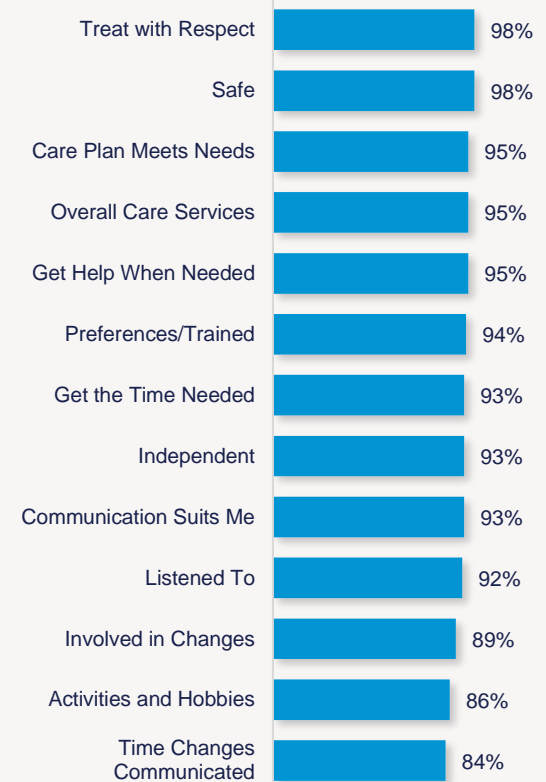 Treat with Respect 98%
Safe 98%
Care Plan Meets Needs 95%
Overall Care Services 95%
Get Help When Needed 95%
Preferences/Trained 94%
Get the Time Needed 93%
Independent 93%
Communication Suits Me 93%
Listened To 92%
Involved in Changes 89%
Activities and Hobbies 86%
Time Changes
Communicated 84%